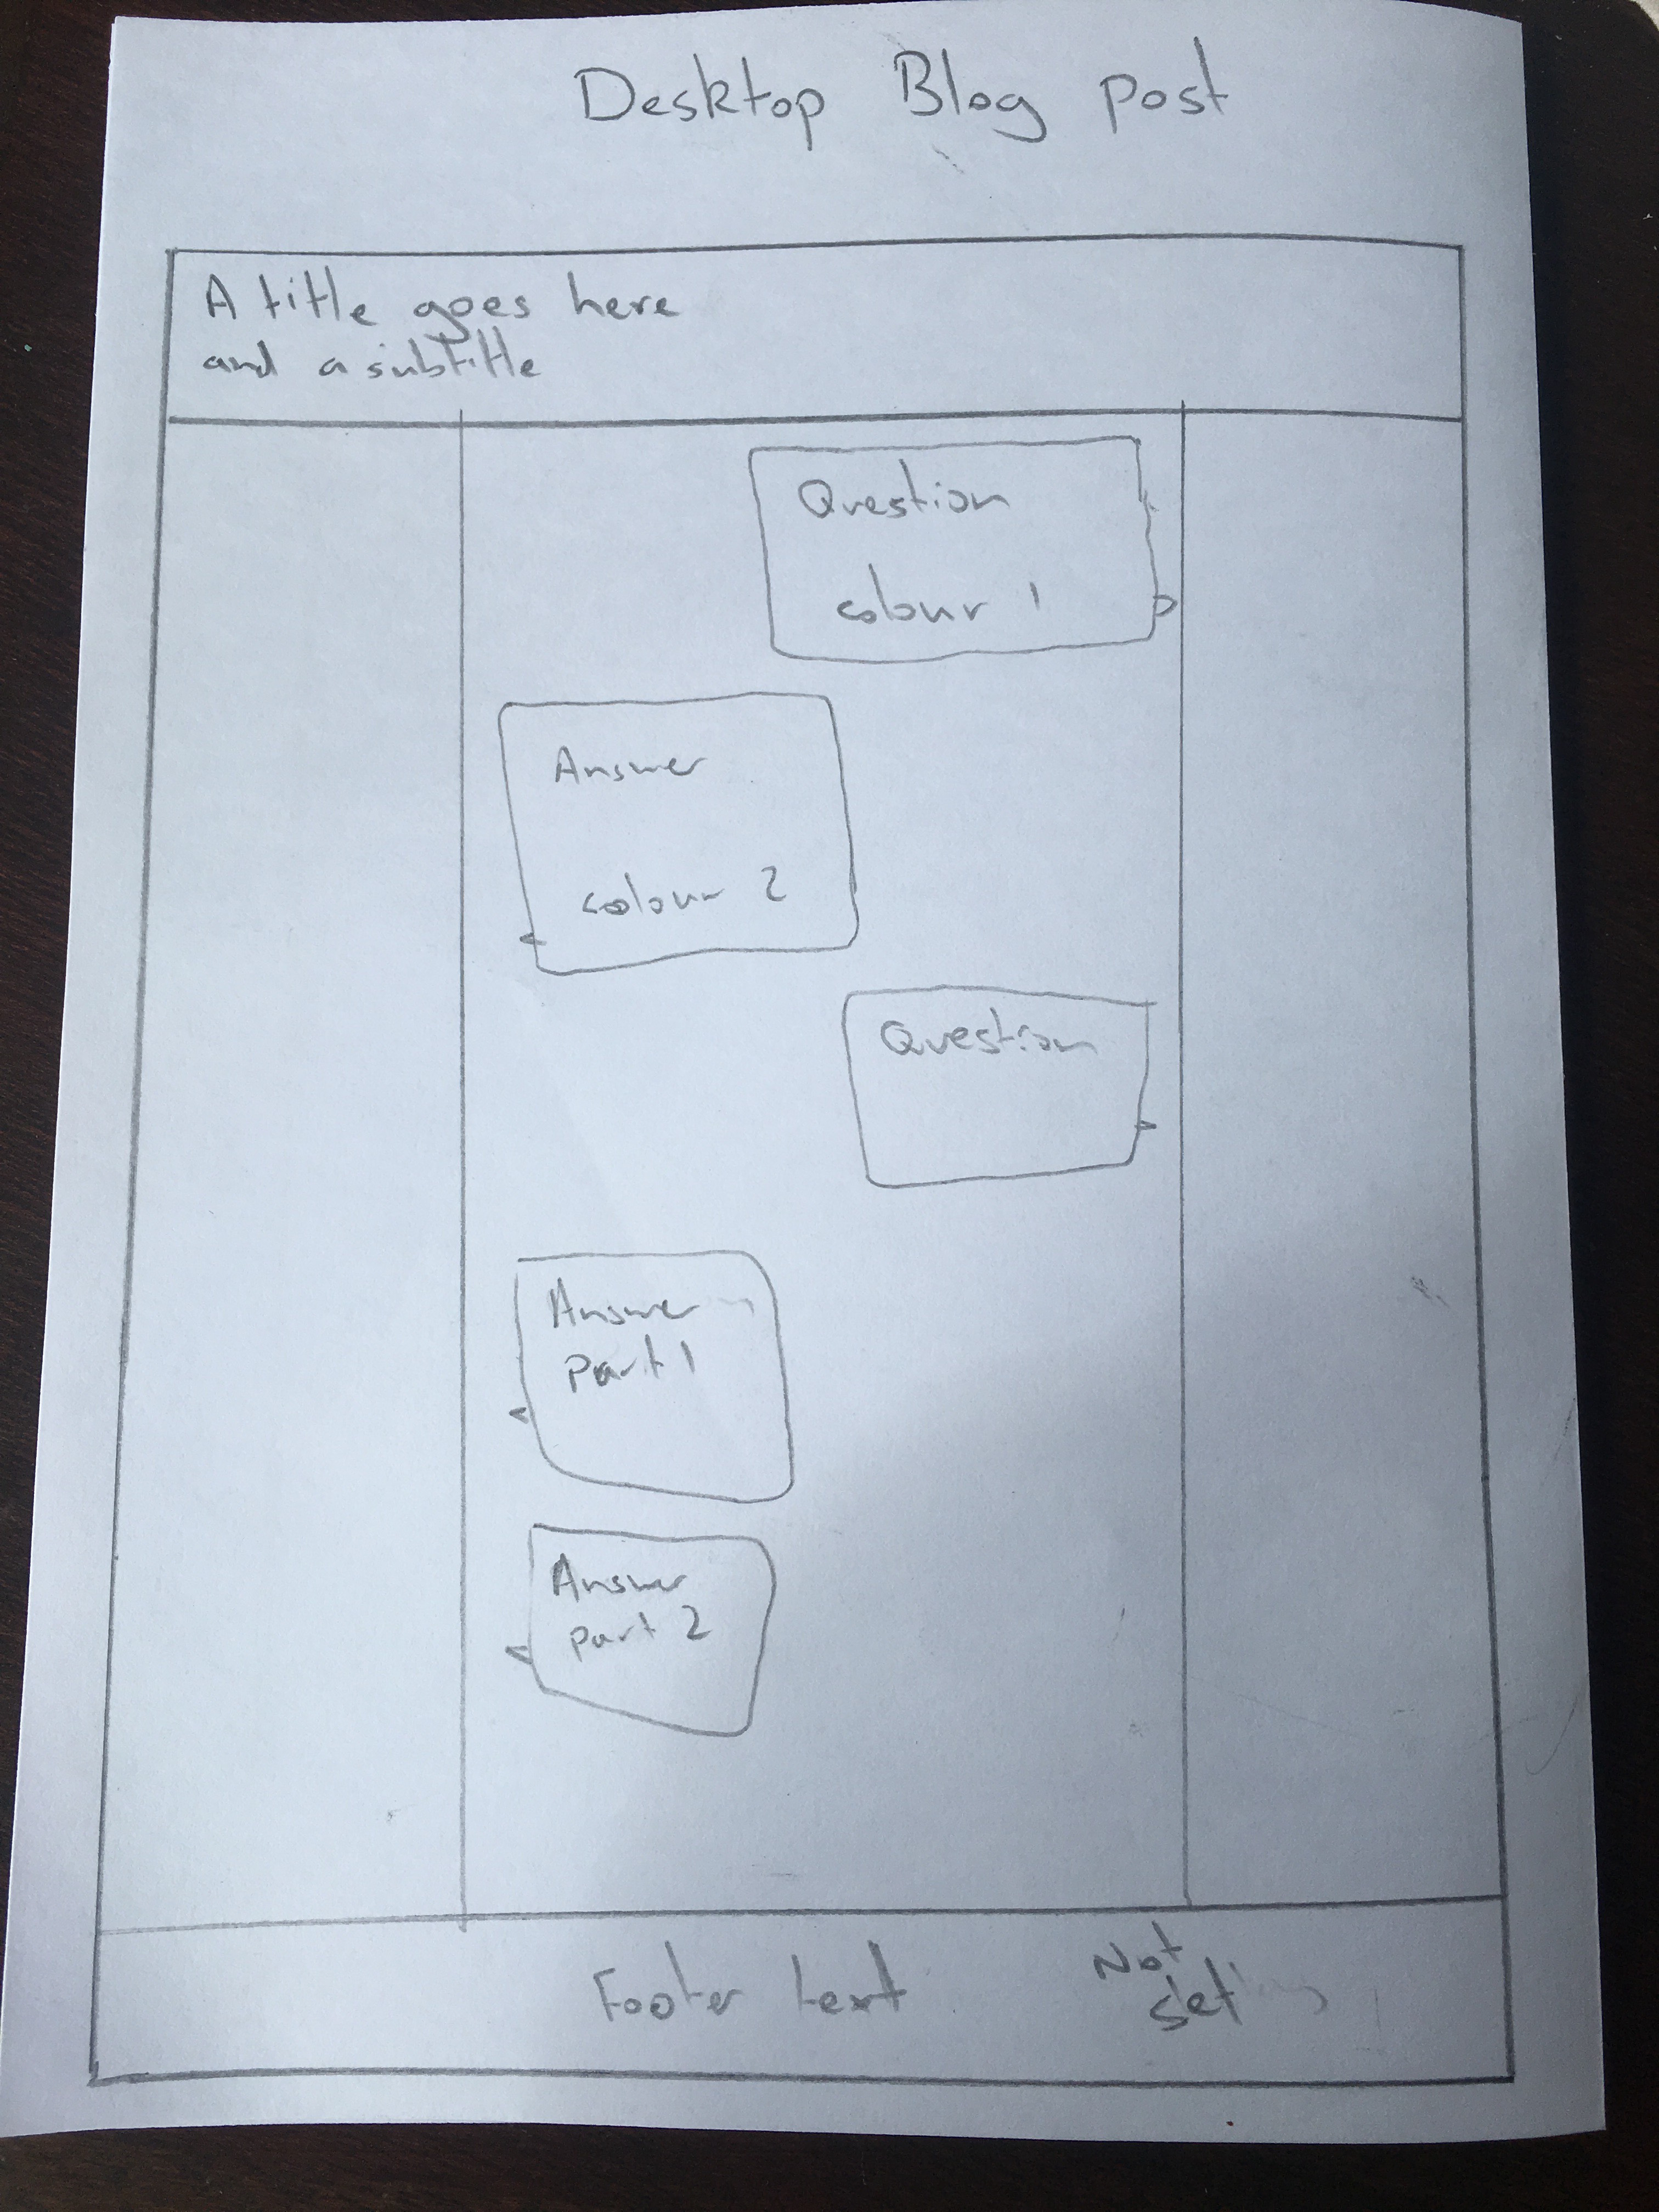 Desktop Blog post
A title goes here
and a subtitle
Question
colour 1
Answer
colour 2
Question
Answer
part 1
Answer
part 2
Footer text
Not
set